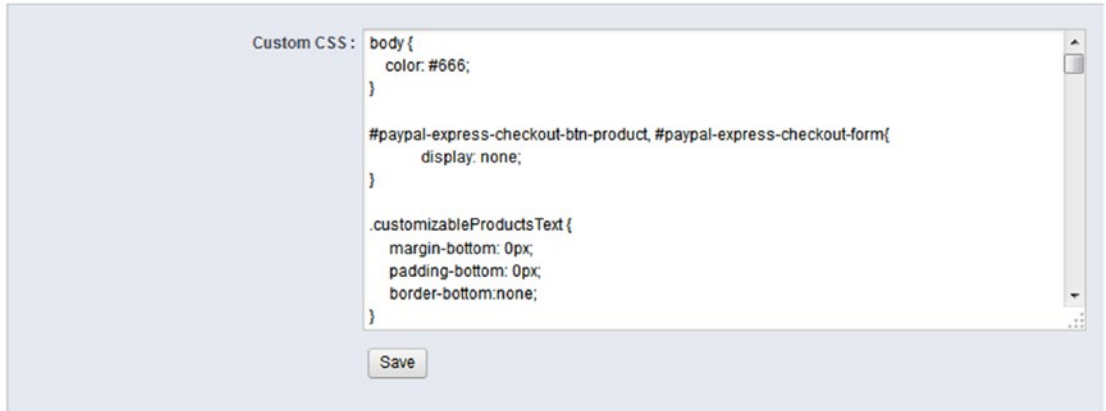 Custom CSS: body {
color: #666;
}
#paypal-express-checkout-btn-product, #paypal-express-checkout-form{
display: none;
}
.customizableProductsText {
margin-bottom: 0px;
padding-bottom: 0px;
border-bottom:none;
}
Save